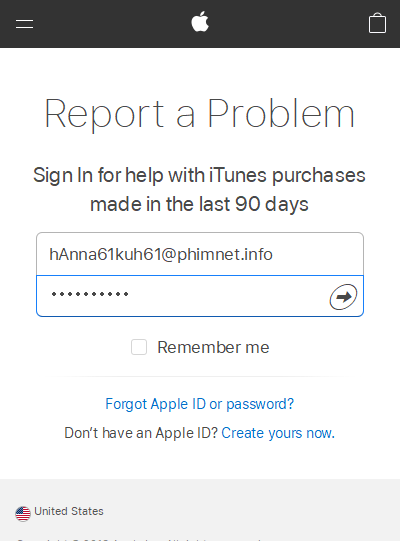 Report a Problem
Sign In for help with iTunes purchases
made in the last 90 days
hAnna61kuh61@phimnet.info
Remember me
Forgot Apple ID or password?
Don’t have an Apple ID? Create yours now.
United States